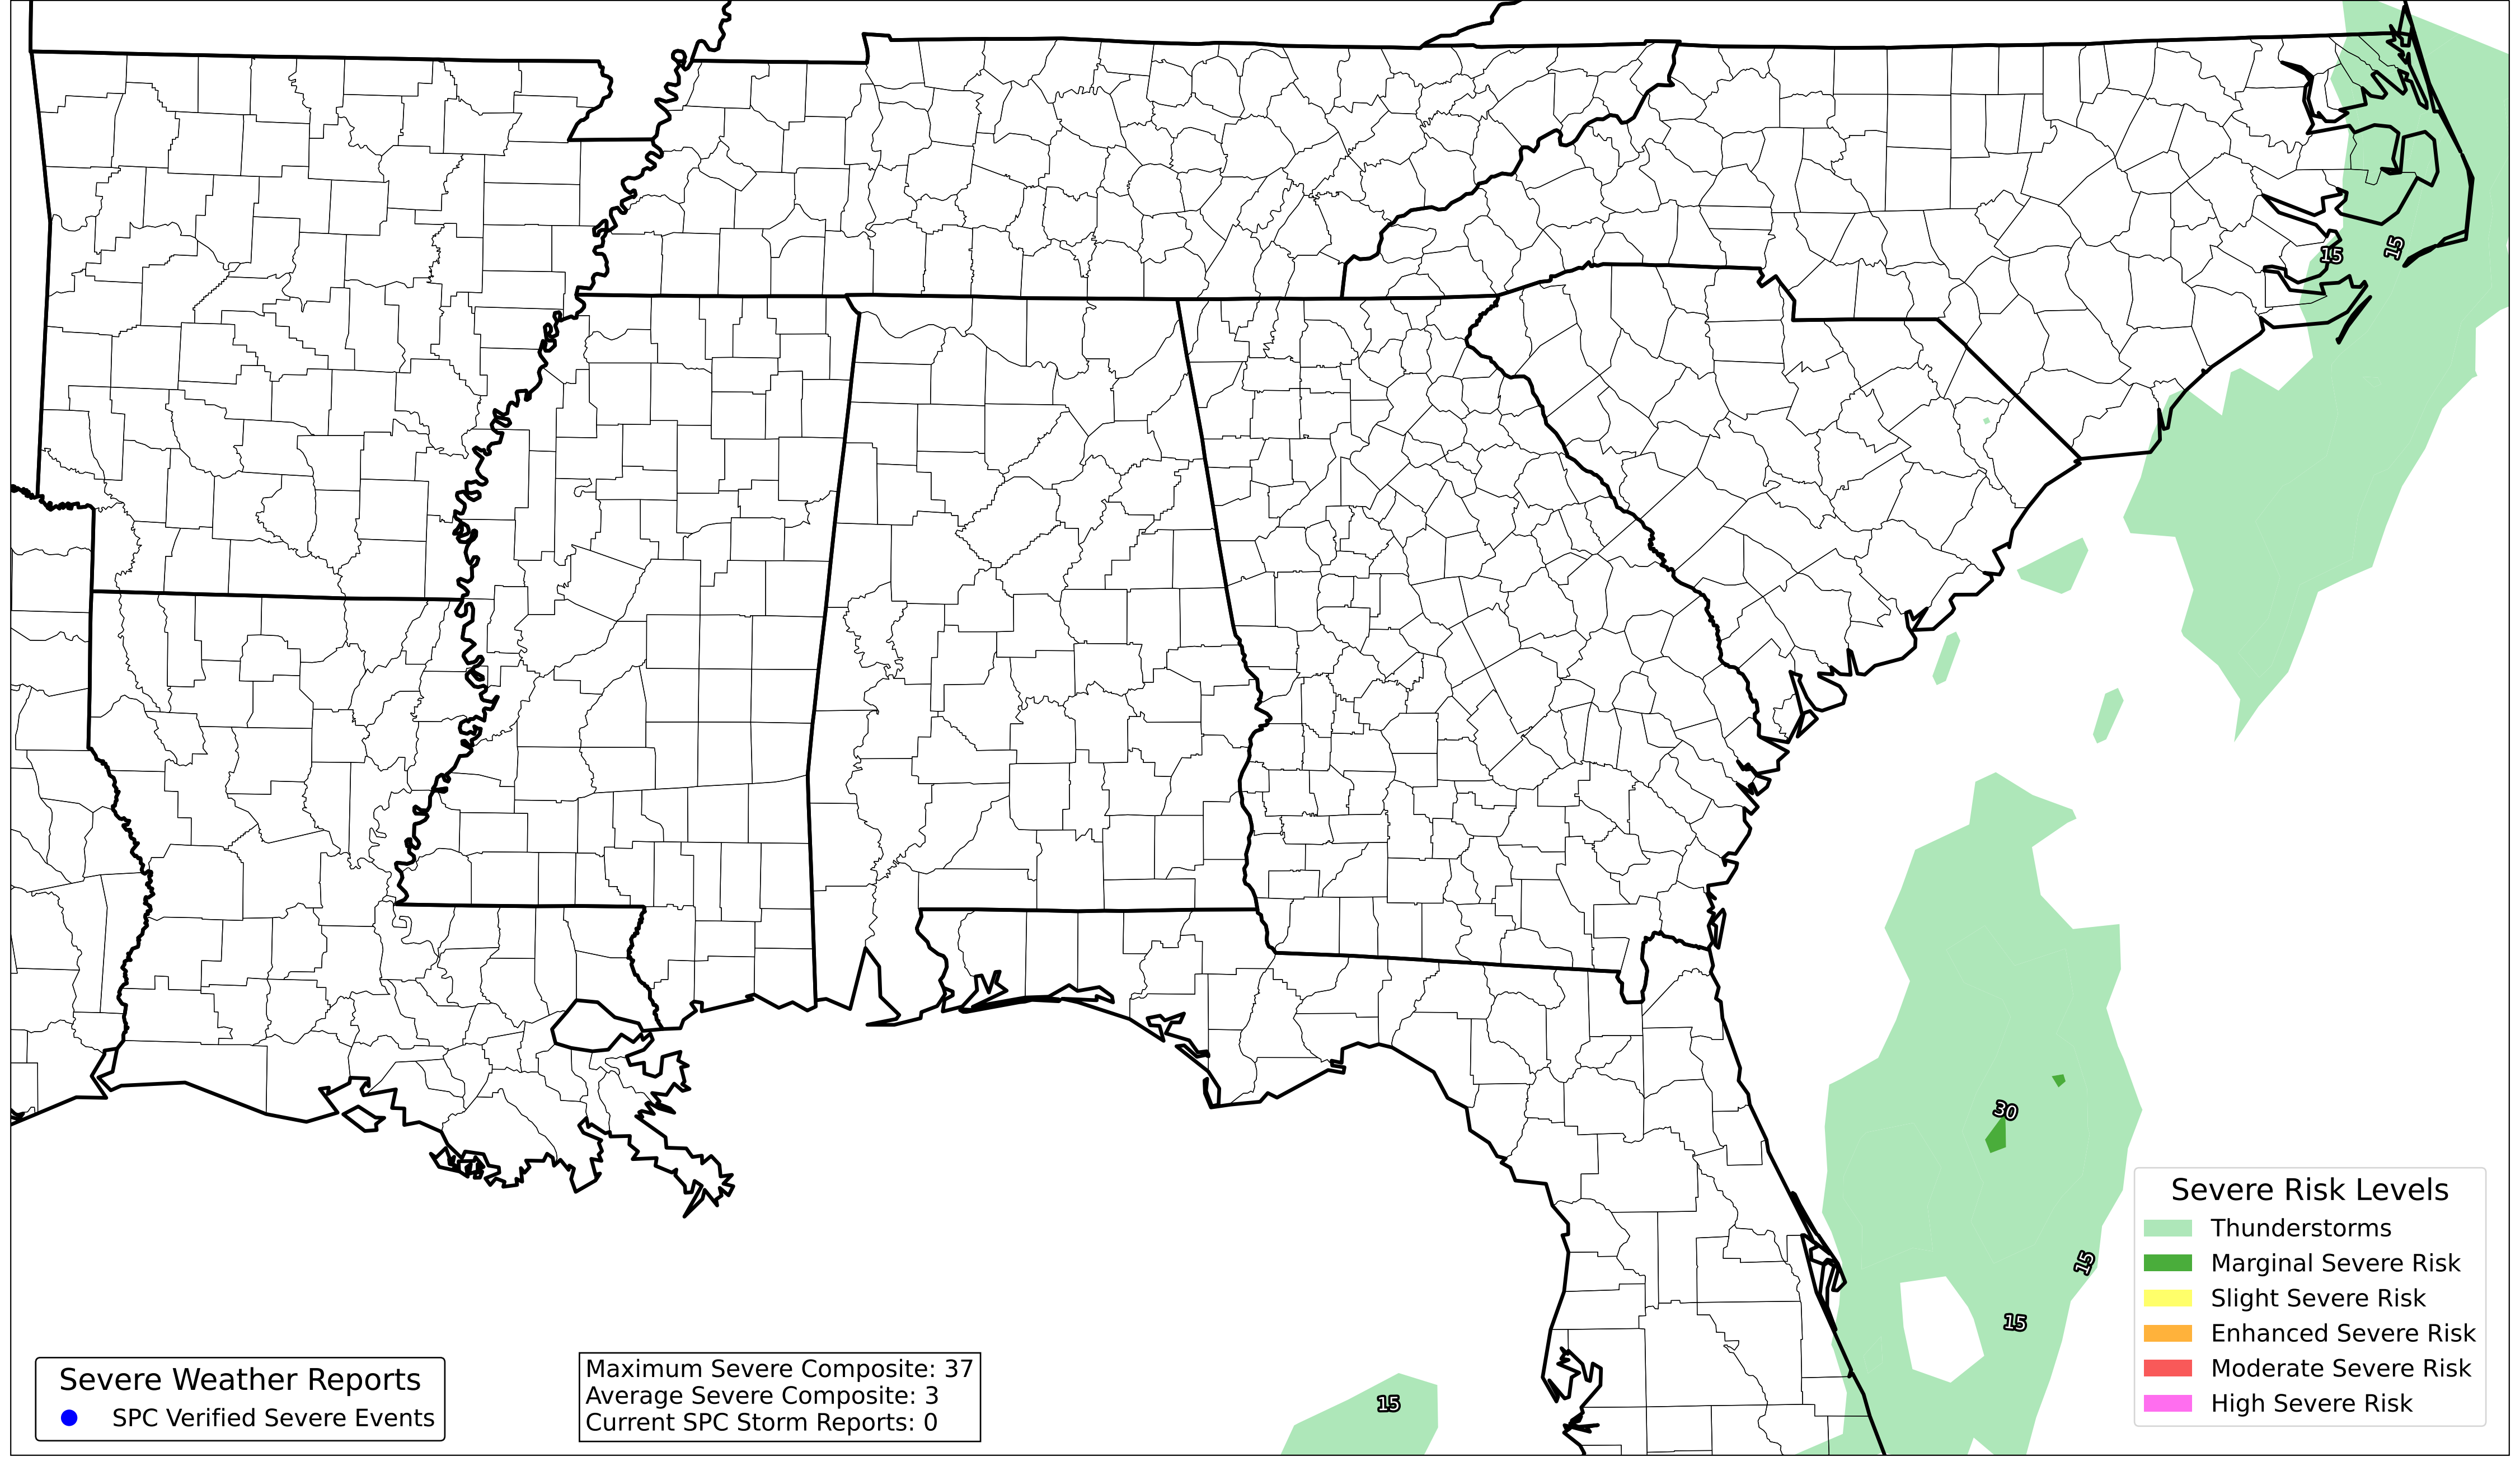 15
15
30
15
15
15
Severe Risk Levels
Thunderstorms
Marginal Severe Risk
Slight Severe Risk
Enhanced Severe Risk
Moderate Severe Risk
High Severe Risk
Severe Weather Reports
SPC Verified Severe Events
Maximum Severe Composite: 37
Average Severe Composite: 3
Current SPC Storm Reports: 0